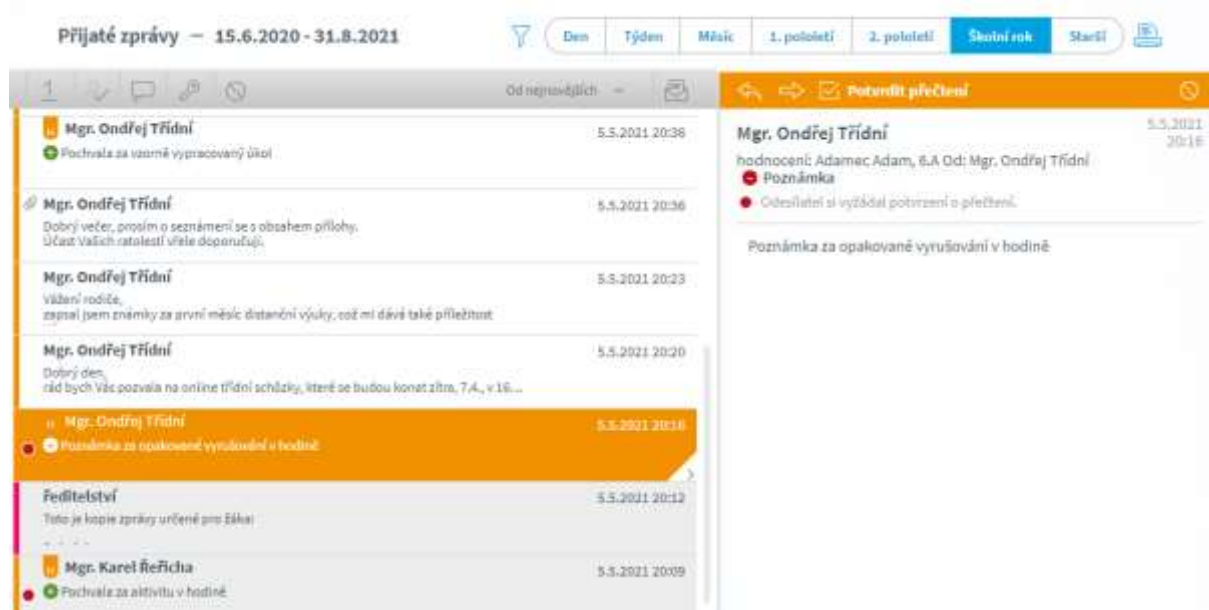 Přijaté zprávy – 15.6.2020 - 31.8.2021
Den
Týden
Měsíc
1. pololetí
2. pololetí
Školní rok
Starší
Od nejnovějších
Potvrdit přečtení
Mgr. Ondřej Třídní
5.5.2021 20:36
Pochvala za vzorně vypracovaný úkol
Mgr. Ondřej Třídní
5.5.2021 20:36
Dobrý večer, prosím o seznámení se s obsahem přílohy.
Účast Vašich ratolestí vřele doporučuji.
Mgr. Ondřej Třídní
5.5.2021 20:23
Vážení rodiče,
zapsal jsem známky za první měsíc distanční výuky, což mi dává také příležitost
Mgr. Ondřej Třídní
5.5.2021 20:20
Dobrý den,
rád bych Vás pozvala na online třídní schůzky, které se budou konat zítra, 7.4., v 16...
Mgr. Ondřej Třídní
5.5.2021 20:16
Poznámka za opakované vyrušování v hodině
ředitelství
5.5.2021 20:12
Toto je kopie zprávy určené pro žáka:
Mgr. Karel Řeřicha
5.5.2021 20:09
Pochvala za aktivitu v hodině
Mgr. Ondřej Třídní
5.5.2021
20:16
hodnocení: Adamec Adam, 6.A Od: Mgr. Ondřej Třídní
Poznámka
Odesílatel si vyžádal potvrzení o přečtení.
Poznámka za opakované vyrušování v hodině